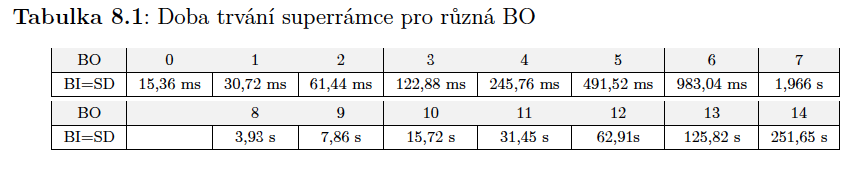 Tabulka 8.1: Doba trvání superrámce pro různá BO
BO 0 1 2 3 4 5 6 7
BI=SD 15,36 ms 30,72 ms 61,44 ms 122,88 ms 245,76 ms 491,52 ms 983,04 ms 1,966 s
BO 8 9 10 11 12 13 14
BI=SD 3,93 s 7,86 s 15,72 s 31,45 s 62,91s 125,82 s 251,65 s